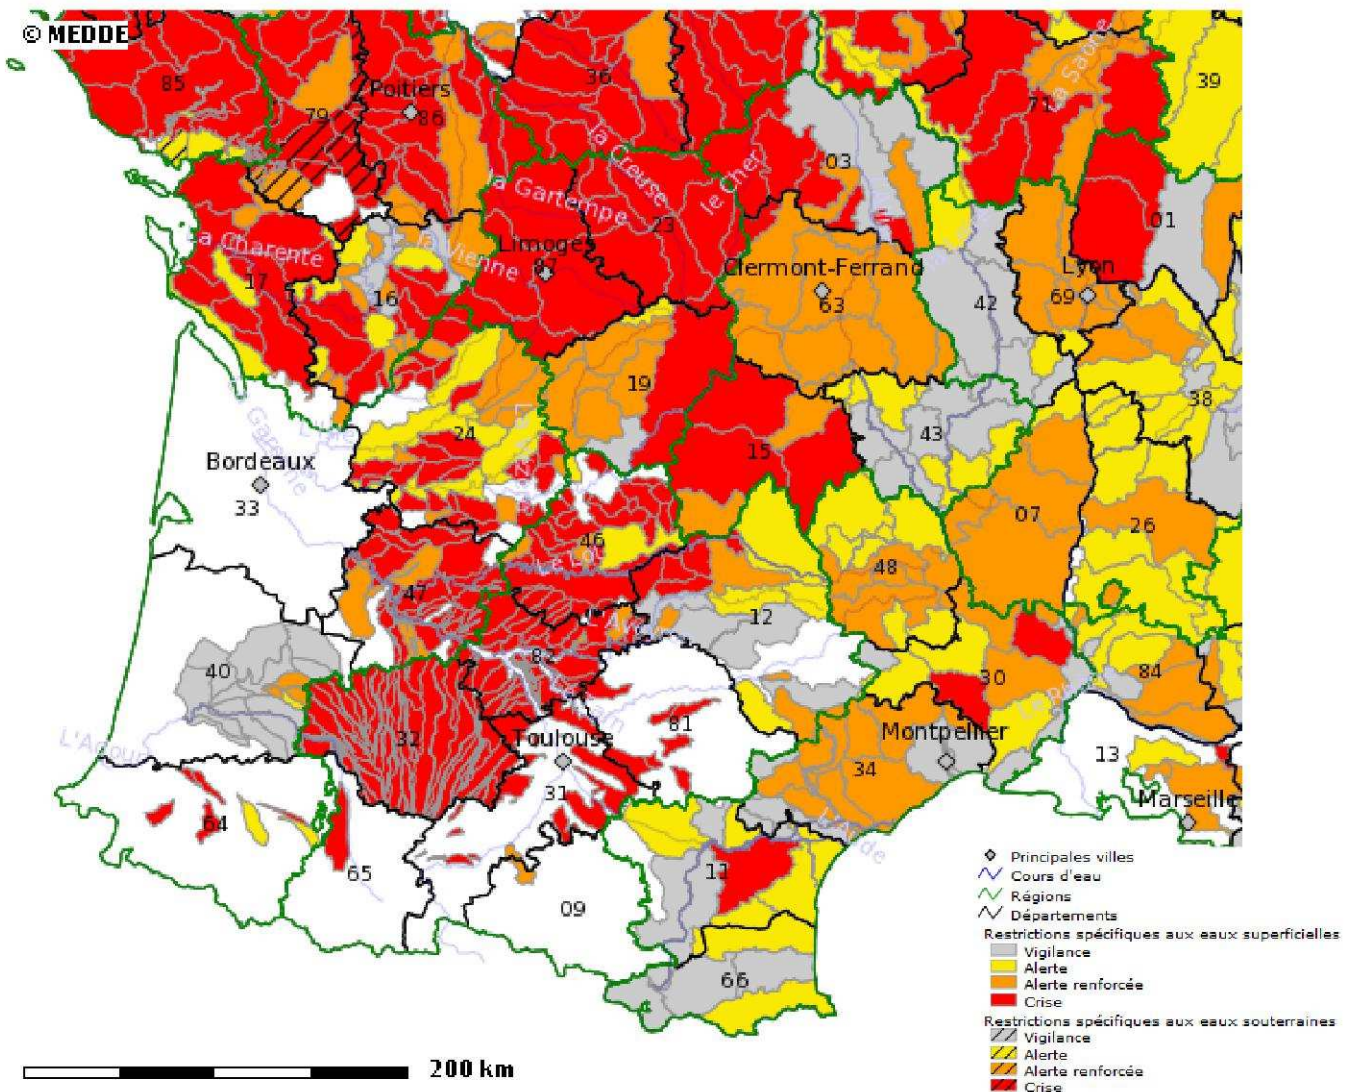 © MEDDE
39
85
36
Poitiers
86
71
la Saône
79
03
la Creuse
le Cher
la Gartempe
23
01
La Charente
la Vienne
Limoges
87
Clermont-Ferrand
Lyon
17
16
63
42
69
19
38
24
43
15
Bordeaux
33
07
26
46
Le Lot
48
47
12
40
82
30
84
81
L'Adour
32
Toulouse
Montpellier
13
31
34
Marseille
64
L'Aude
65
11
09
66
Principales villes
Cours d'eau
Régions
Départements
Restrictions spécifiques aux eaux superficielles
Vigilance
Alerte
Alerte renforcée
Crise
Restrictions spécifiques aux eaux souterraines
Vigilance
Alerte
Alerte renforcée
Crise
200 km